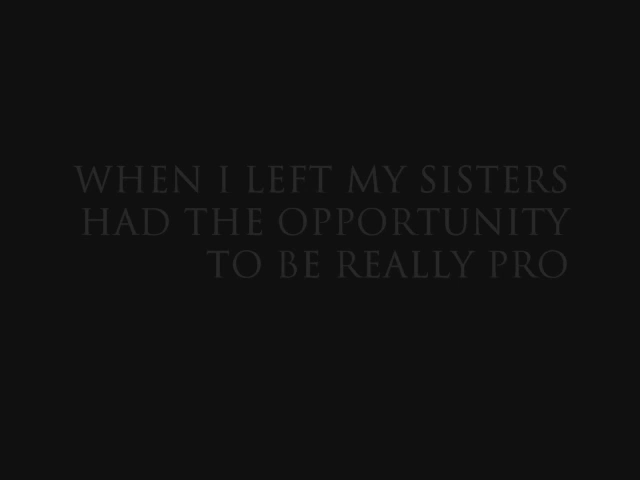 WHEN I LEFT MY SISTERS
HAD THE OPPORTUNITY
TO BE REALLY PRO